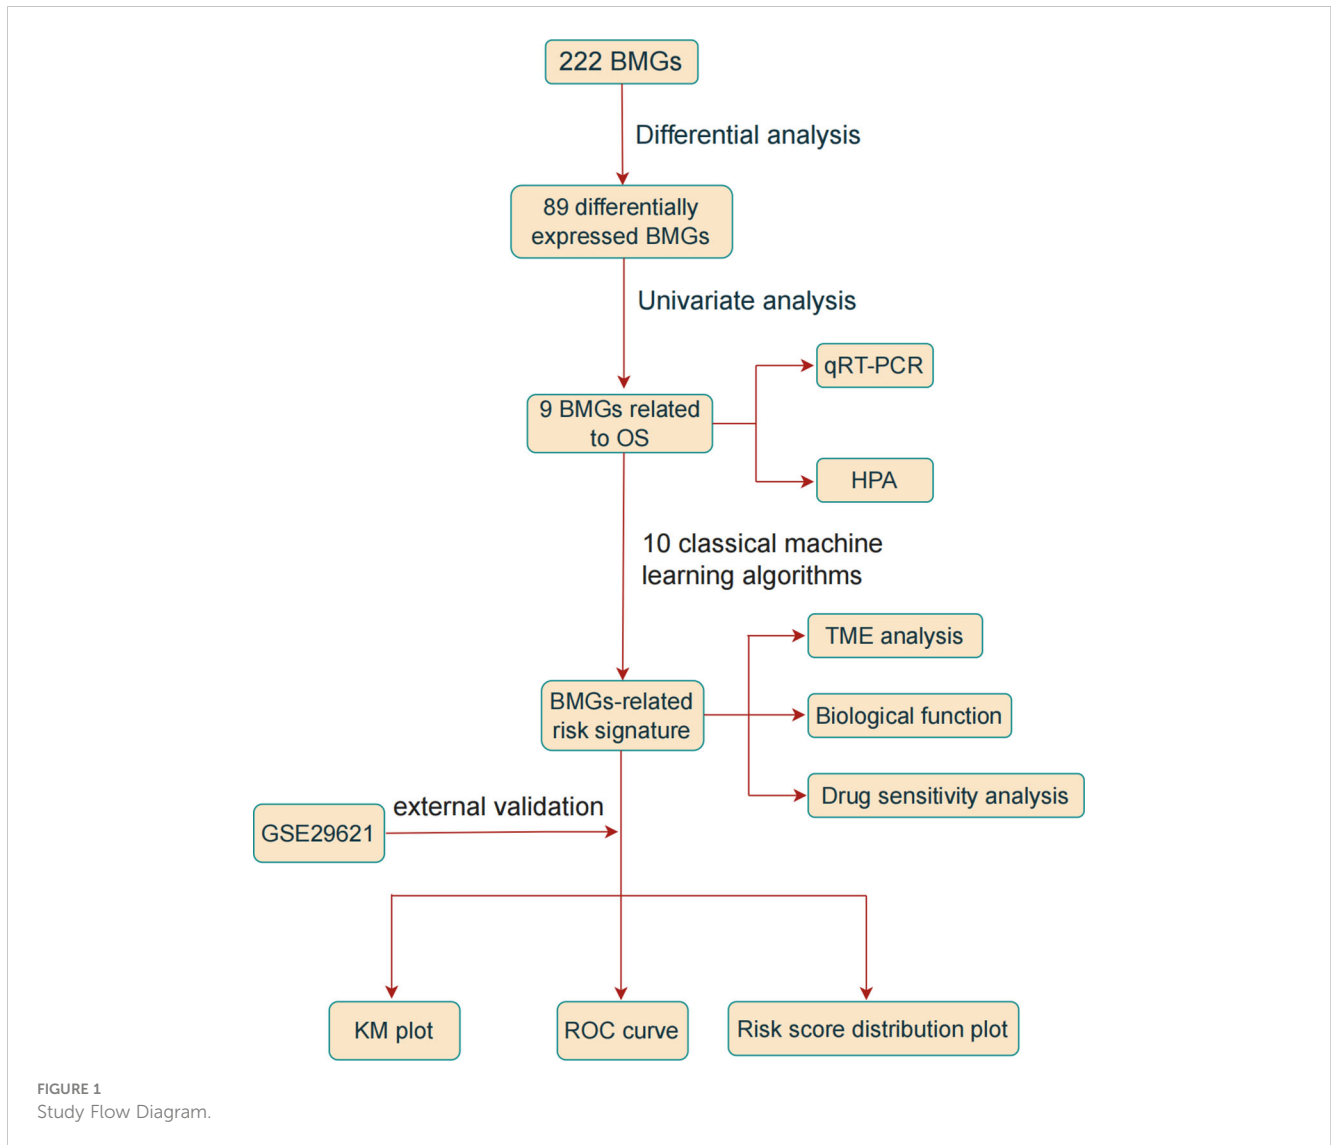 222 BMGs
Differential analysis
89 differentially
expressed BMGs
Univariate analysis
qRT-PCR
9 BMGs related
to OS
HPA
10 classical machine
learning algorithms
TME analysis
BMGs-related
risk signature
Biological function
Drug sensitivity analysis
external validation
GSE29621
KM plot
ROC curve
Risk score distribution plot
FIGURE 1
Study Flow Diagram.